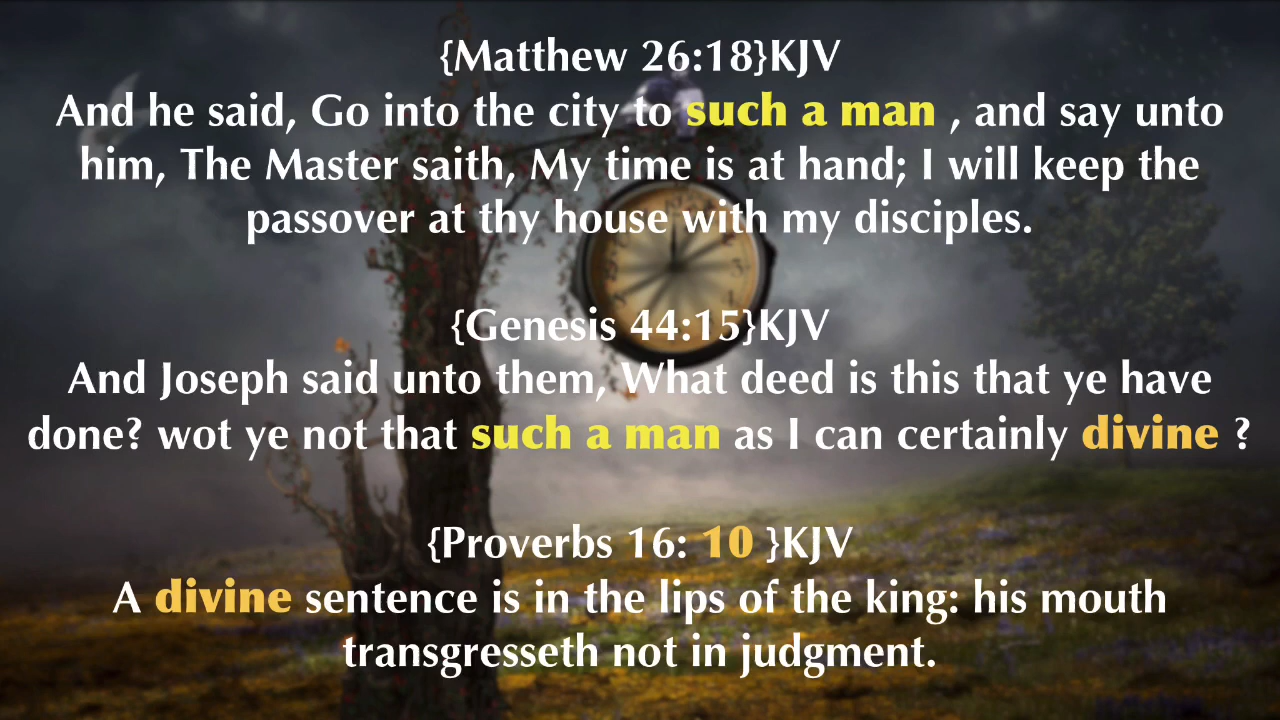 {Matthew 26:18}KJV
And he said, Go into the city to such a man , and say unto
him, The Master saith, My time is at hand; I will keep the
passover at thy house with my disciples.
{Genesis 44:15}KJV
And Joseph said unto them, What deed is this that ye have
done? wot ye not that such a man as I can certainly divine ?
{Proverbs 16: 10 }KJV
A divine sentence is in the lips of the king: his mouth
transgresseth not in judgment.